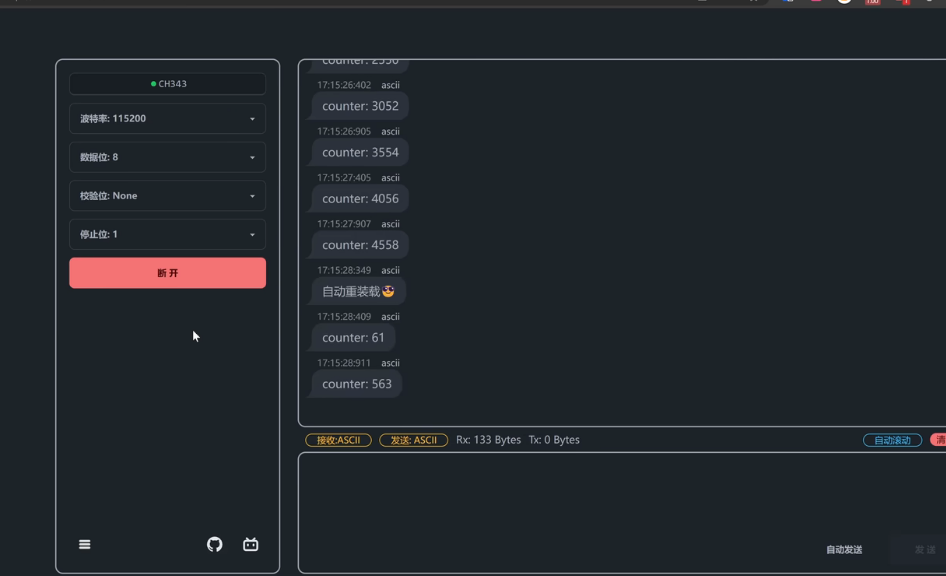 CH343
波特率: 115200
数据位: 8
校验位: None
停止位: 1
断 开
17:15:26:402 ascii
counter: 3052
17:15:26:905 ascii
counter: 3554
17:15:27:405 ascii
counter: 4056
17:15:27:907 ascii
counter: 4558
17:15:28:349 ascii
自动重装载🥳
17:15:28:409 ascii
counter: 61
17:15:28:911 ascii
counter: 563
接收:ASCII 发送: ASCII Rx: 133 Bytes Tx: 0 Bytes 自动滚动 清
自动发送 发 送